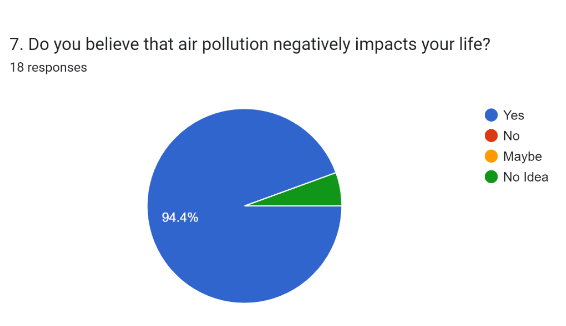 7. Do you believe that air pollution negatively impacts your life?
18 responses
Yes
No
Maybe
No Idea
94.4%